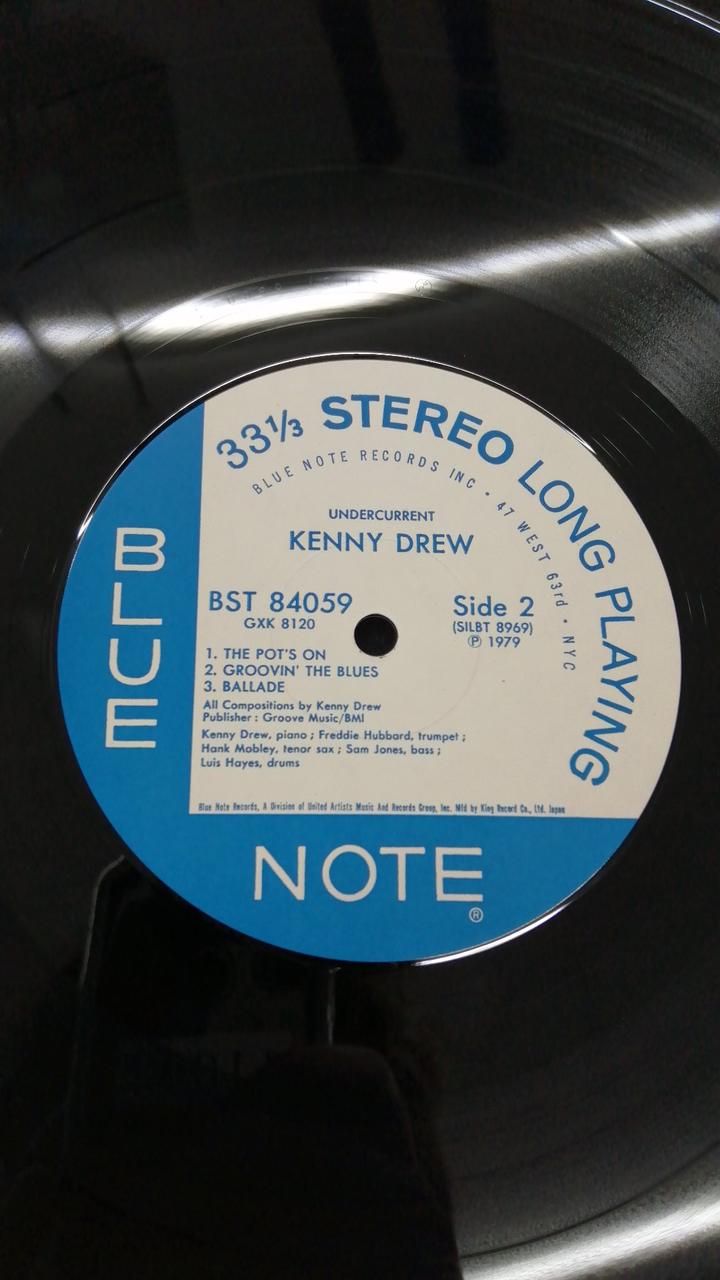 33⅓ STEREO LONG PLAYING
BLUE NOTE RECORDS INC • 47 WEST 63rd • NYC
UNDERCURRENT
KENNY DREW
BST 84059
GXK 8120
Side 2
(SILBT 8969)
Ⓟ 1979
1. THE POT'S ON
2. GROOVIN' THE BLUES
3. BALLADE
All Compositions by Kenny Drew
Publisher : Groove Music/BMI
Kenny Drew, piano ; Freddie Hubbard, trumpet ;
Hank Mobley, tenor sax ; Sam Jones, bass ;
Luis Hayes, drums
Blue Note Records, A Division of United Artists Music And Records Group, Inc. Mfd by King Record Co., Ltd. Japan
BLUE
NOTE®